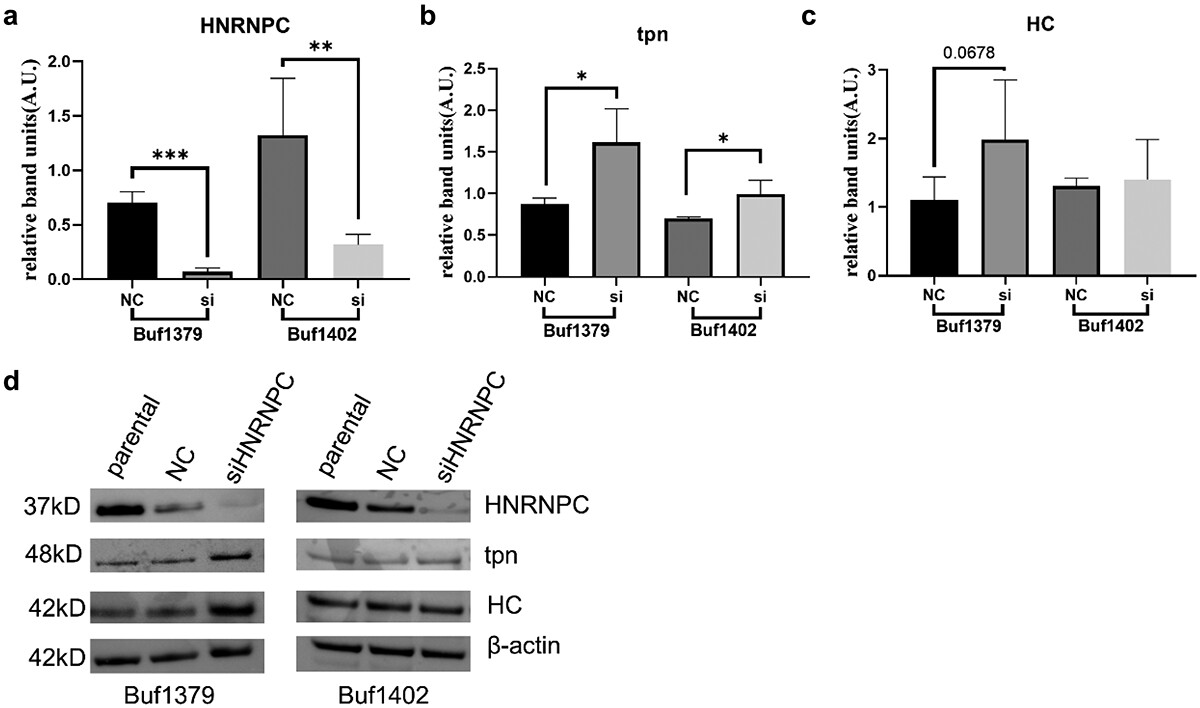 a
HNRNPC
relative band units(A.U.)
2.0
1.5
1.0
0.5
0.0
***
**
NC
si
NC
si
Buf1379
Buf1402
b
tpn
relative band units(A.U.)
2.5
2.0
1.5
1.0
0.5
0.0
*
*
NC
si
NC
si
Buf1379
Buf1402
c
HC
relative band units(A.U.)
3
2
1
0
0.0678
NC
si
NC
si
Buf1379
Buf1402
d
parental
NC
siHNRNPC
parental
NC
siHNRNPC
37kD
HNRNPC
48kD
tpn
42kD
HC
42kD
β-actin
Buf1379
Buf1402